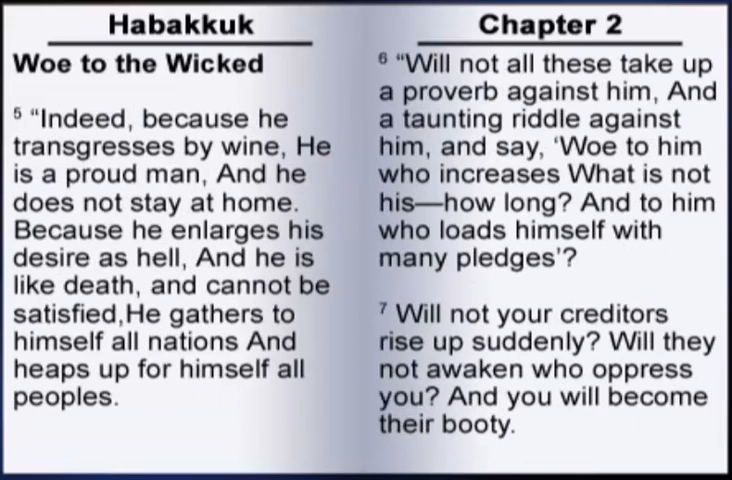 Habakkuk
Woe to the Wicked
⁵ “Indeed, because he
transgresses by wine, He
is a proud man, And he
does not stay at home.
Because he enlarges his
desire as hell, And he is
like death, and cannot be
satisfied,He gathers to
himself all nations And
heaps up for himself all
peoples.
Chapter 2
⁶ “Will not all these take up
a proverb against him, And
a taunting riddle against
him, and say, ‘Woe to him
who increases What is not
his—how long? And to him
who loads himself with
many pledges’?
⁷ Will not your creditors
rise up suddenly? Will they
not awaken who oppress
you? And you will become
their booty.